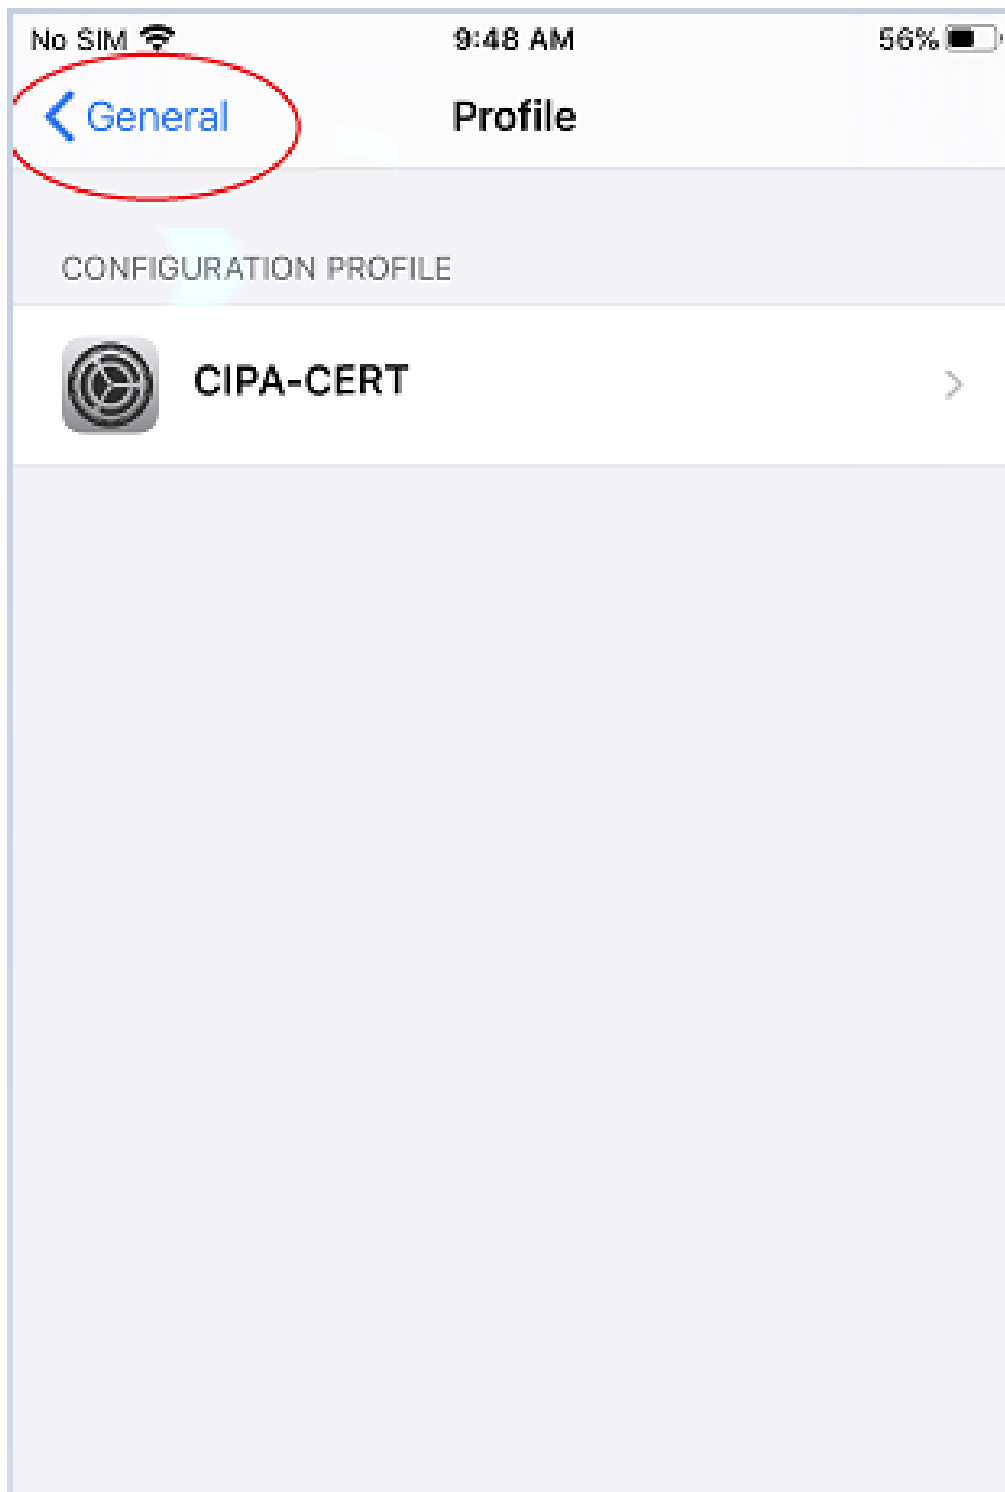 No SIM 9:48 AM 56%
General Profile
CONFIGURATION PROFILE
CIPA-CERT